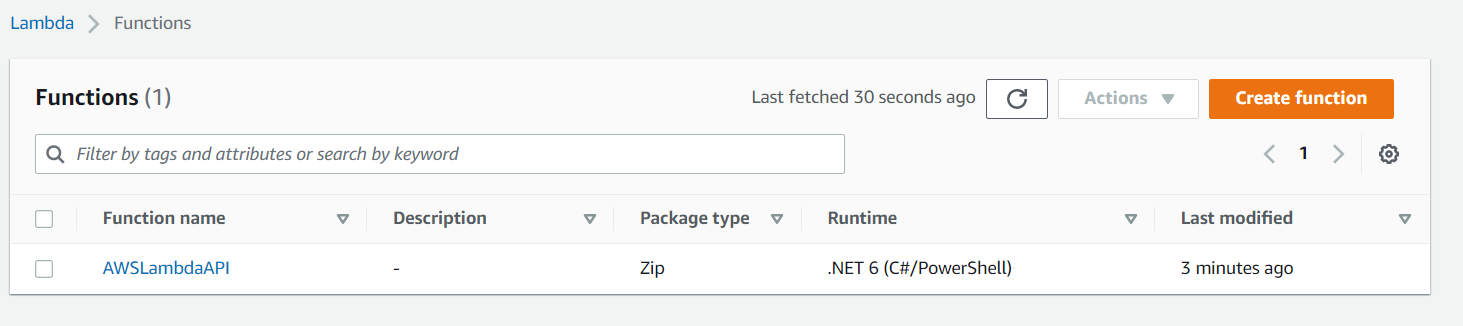 Lambda > Functions
Functions (1) Last fetched 30 seconds ago Actions Create function
Filter by tags and attributes or search by keyword 1
Function name Description Package type Runtime Last modified
AWSLambdaAPI - Zip .NET 6 (C#/PowerShell) 3 minutes ago